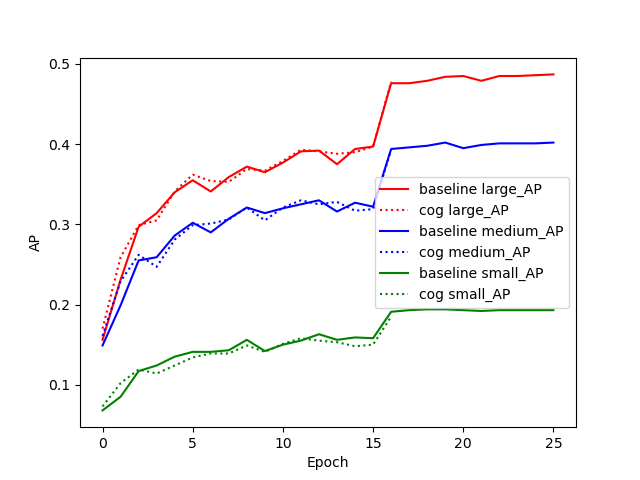 0.5
0.4
0.3
0.2
0.1
AP
baseline large_AP
cog large_AP
baseline medium_AP
cog medium_AP
baseline small_AP
cog small_AP
0 5 10 15 20 25
Epoch